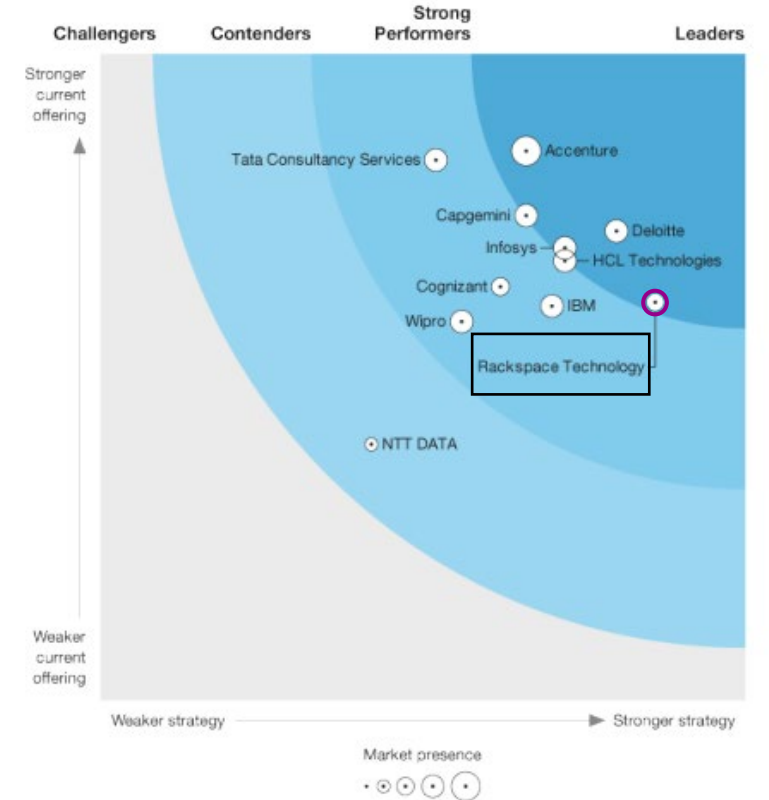 Strong
Challengers Contenders Performers Leaders
Stronger
current
offering
Accenture
Tata Consultancy Services
Capgemini
Deloitte
Infosys
HCL Technologies
Cognizant
IBM
Wipro
Rackspace Technology
NTT DATA
Weaker
current
offering
Weaker strategy Stronger strategy
Market presence